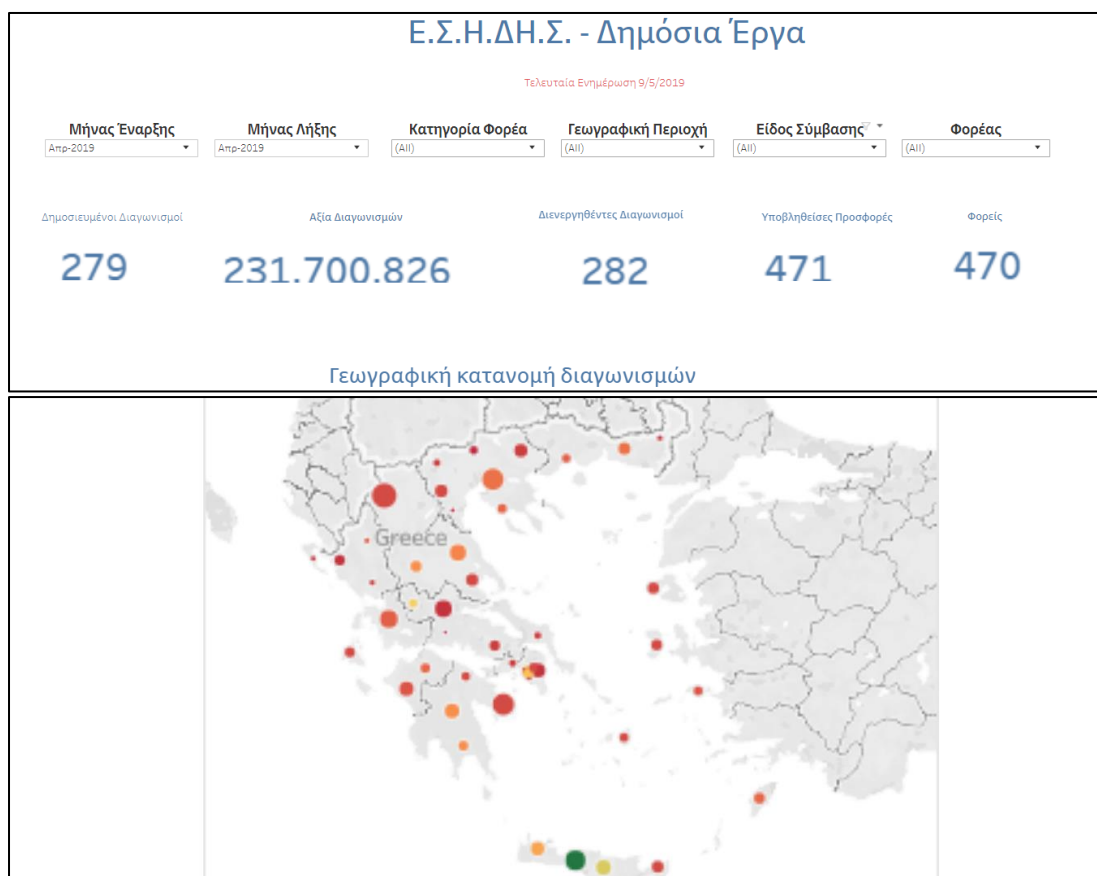 Ε.Σ.Η.ΔΗ.Σ. - Δημόσια Έργα
Τελευταία Ενημέρωση 9/5/2019
Μήνας Έναρξης Μήνας Λήξης Κατηγορία Φορέα Γεωγραφική Περιοχή Είδος Σύμβασης Φορέας
Απρ-2019 Απρ-2019 (All) (All) (All) (All)
Δημοσιευμένοι Διαγωνισμοί Αξία Διαγωνισμών Διενεργηθέντες Διαγωνισμοί Υποβληθείσες Προσφορές Φορείς
279 231.700.826 282 471 470
Γεωγραφική κατανομή διαγωνισμών
Greece